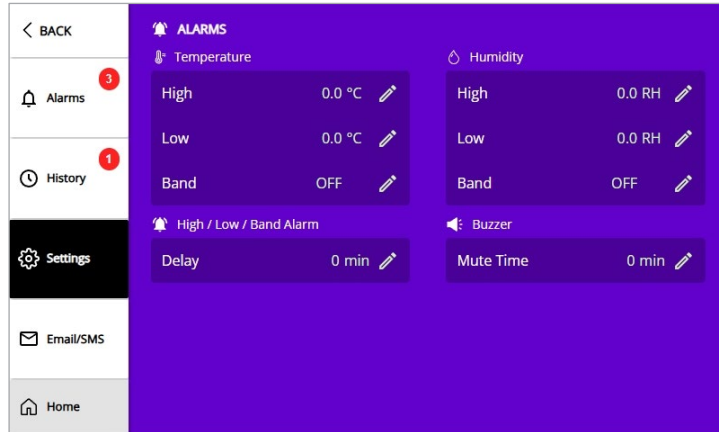 BACK
3
Alarms
1
History
Settings
Email/SMS
Home
ALARMS
Temperature
High 0.0 °C
Low 0.0 °C
Band OFF
Humidity
High 0.0 RH
Low 0.0 RH
Band OFF
High / Low / Band Alarm
Delay 0 min
Buzzer
Mute Time 0 min